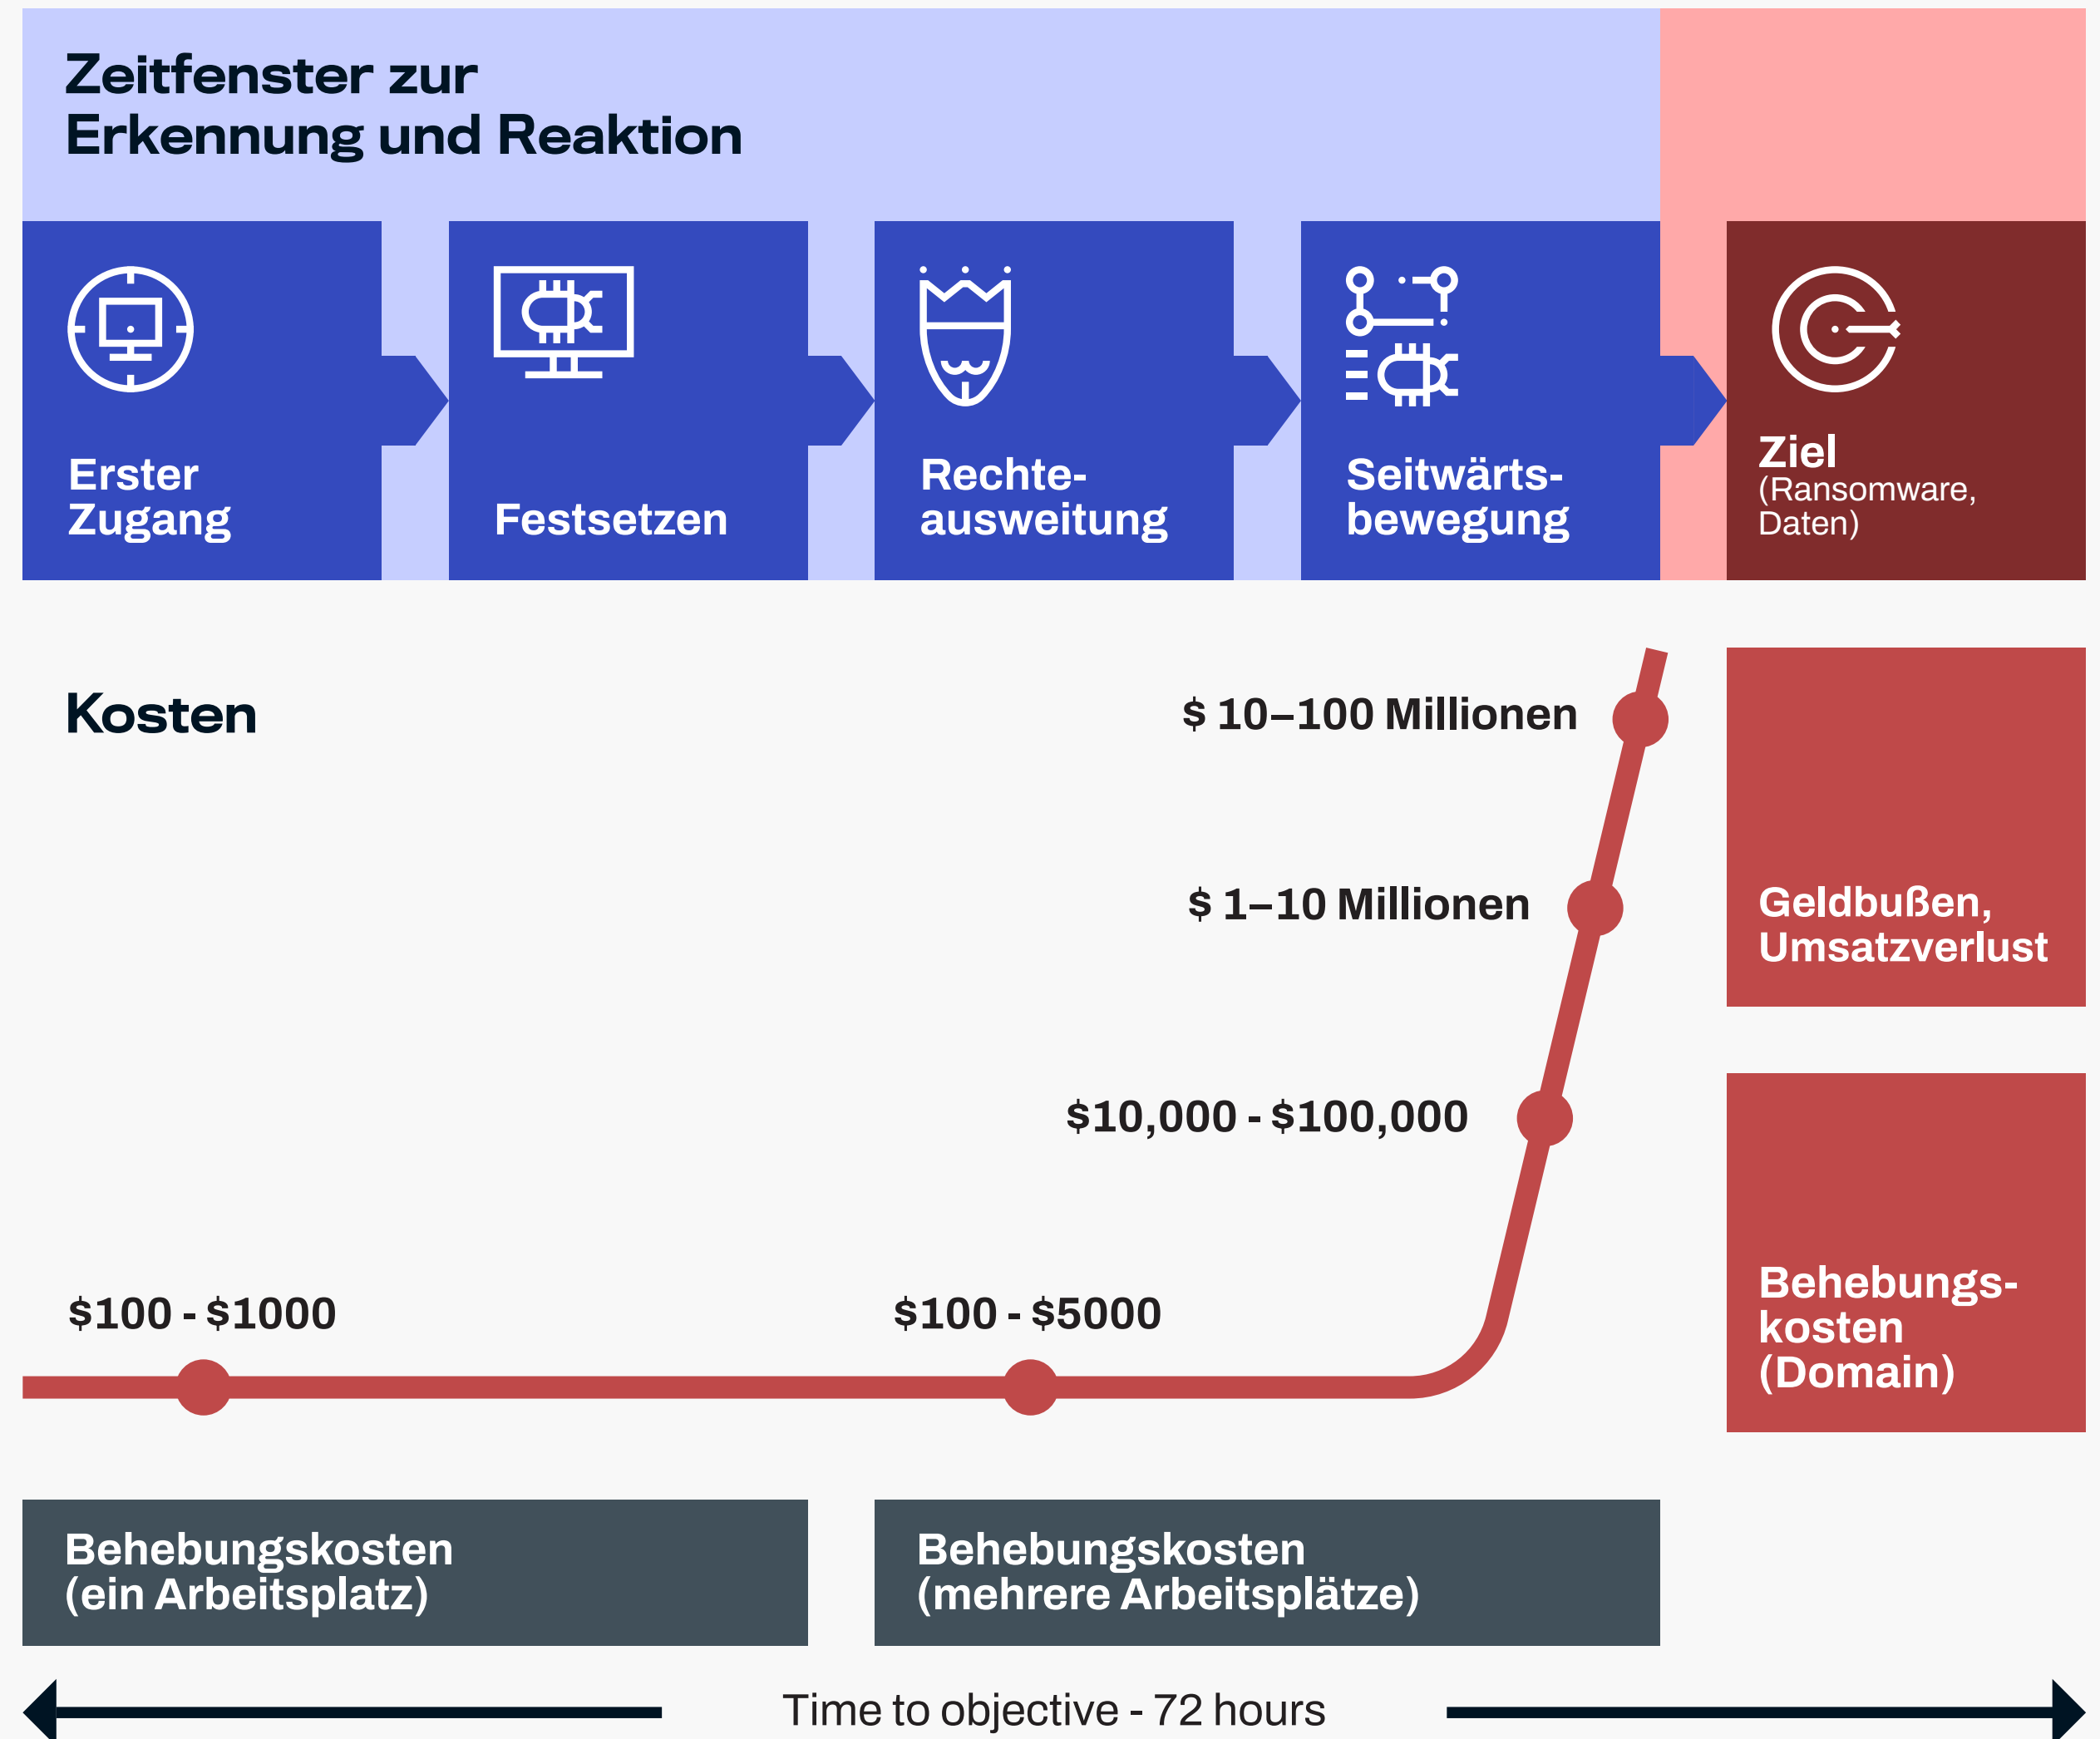 Zeitfenster zur
Erkennung und Reaktion
Erster
Zugang
Festsetzen
Rechte-
ausweitung
Seitwärts-
bewegung
Ziel
(Ransomware,
Daten)
Kosten
$ 10–100 Millionen
$ 1–10 Millionen
$10,000 - $100,000
$100 - $1000
$100 - $5000
Geldbußen,
Umsatzverlust
Behebungs-
kosten
(Domain)
Behebungskosten
(ein Arbeitsplatz)
Behebungskosten
(mehrere Arbeitsplätze)
Time to objective - 72 hours